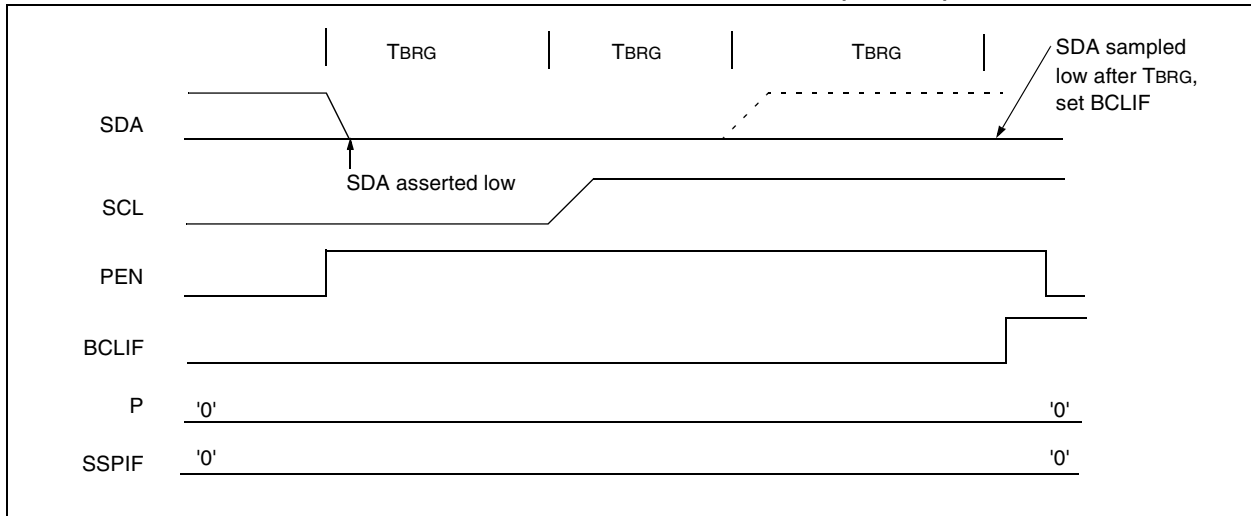 TBRG TBRG TBRG
SDA sampled
low after TBRG,
set BCLIF
SDA
SDA asserted low
SCL
PEN
BCLIF
P '0' '0'
SSPIF '0' '0'